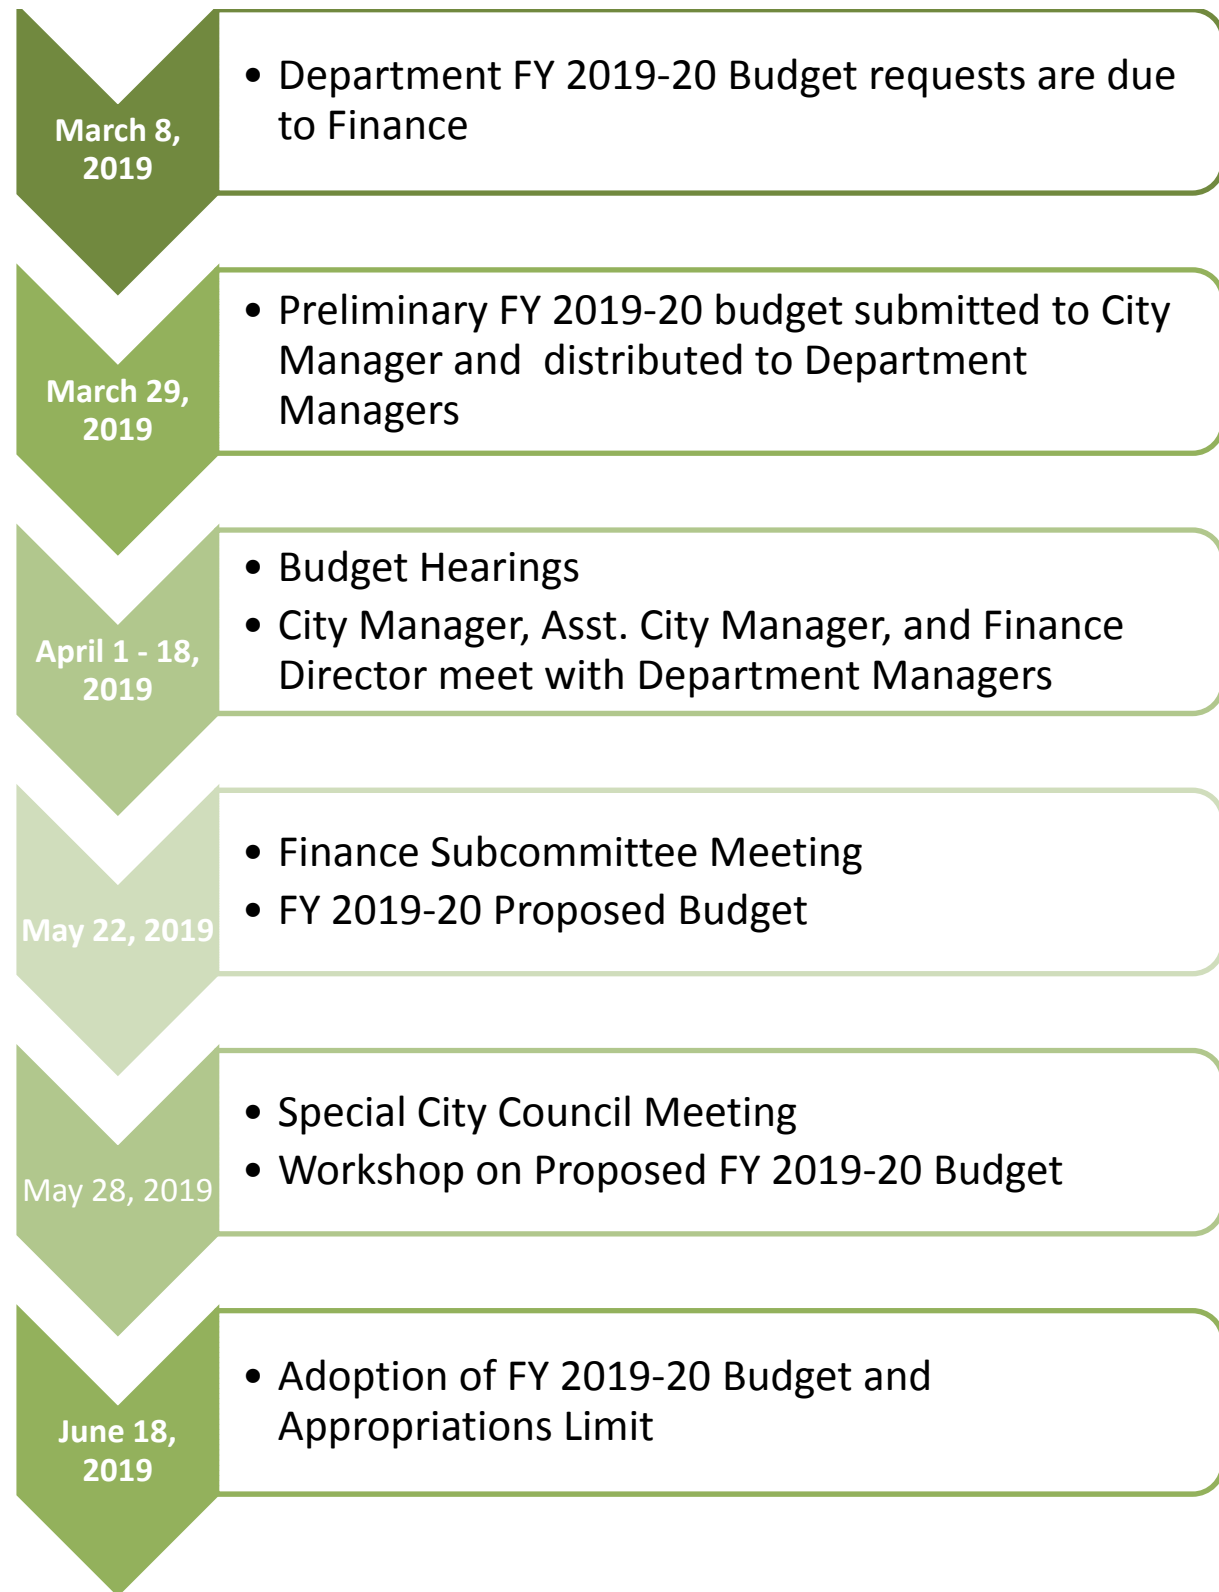 March 8,
2019
• Department FY 2019-20 Budget requests are due
to Finance
March 29,
2019
• Preliminary FY 2019-20 budget submitted to City
Manager and  distributed to Department
Managers
April 1 - 18,
2019
• Budget Hearings
• City Manager, Asst. City Manager, and Finance
Director meet with Department Managers
May 22, 2019
• Finance Subcommittee Meeting
• FY 2019-20 Proposed Budget
May 28, 2019
• Special City Council Meeting
• Workshop on Proposed FY 2019-20 Budget
June 18,
2019
• Adoption of FY 2019-20 Budget and
Appropriations Limit